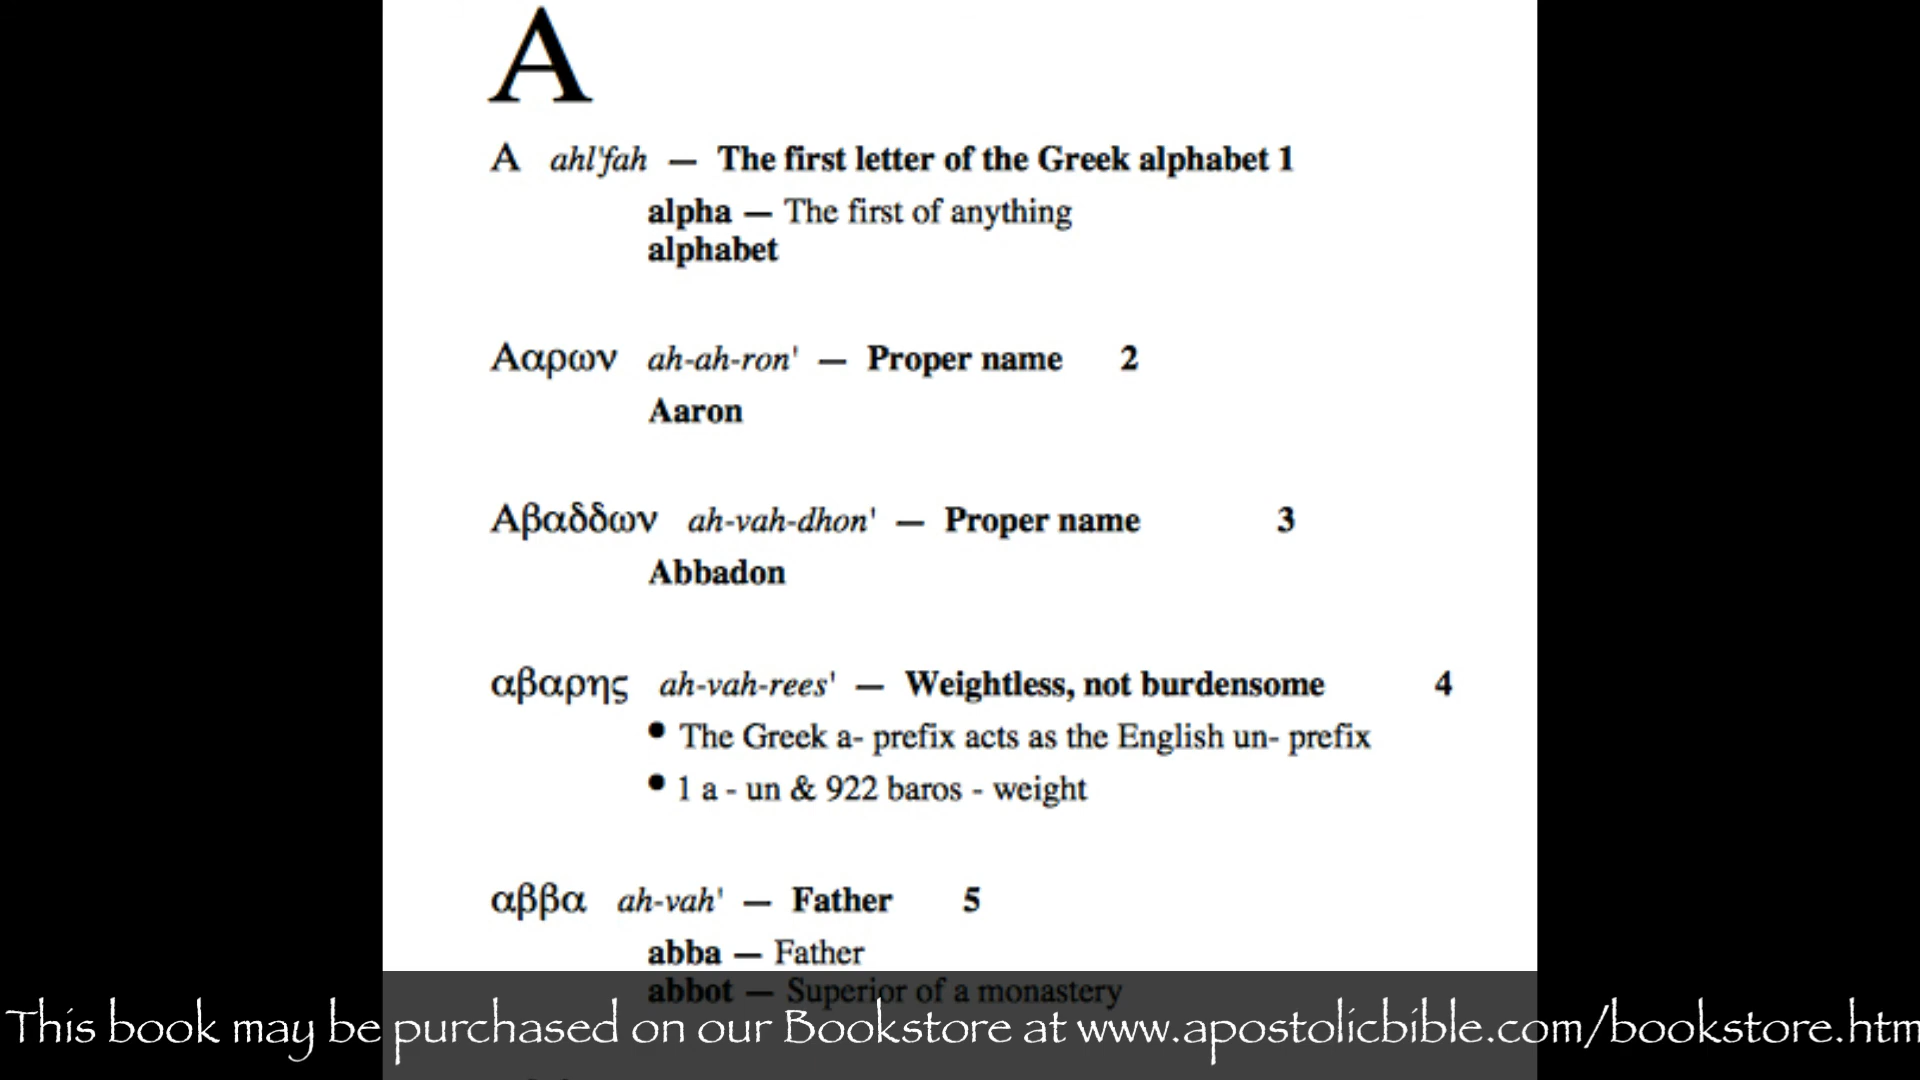 A
Α ahl'fah — The first letter of the Greek alphabet 1
alpha — The first of anything
alphabet
Ααρων ah-ah-ron' — Proper name 2
Aaron
Αβαδδων ah-vah-dhon' — Proper name 3
Abbadon
αβαρης ah-vah-rees' — Weightless, not burdensome 4
• The Greek a- prefix acts as the English un- prefix
• 1 a - un & 922 baros - weight
αββα ah-vah' — Father 5
abba — Father
abbot — Superior of a monastery
This book may be purchased on our Bookstore at www.apostolicbible.com/bookstore.htm